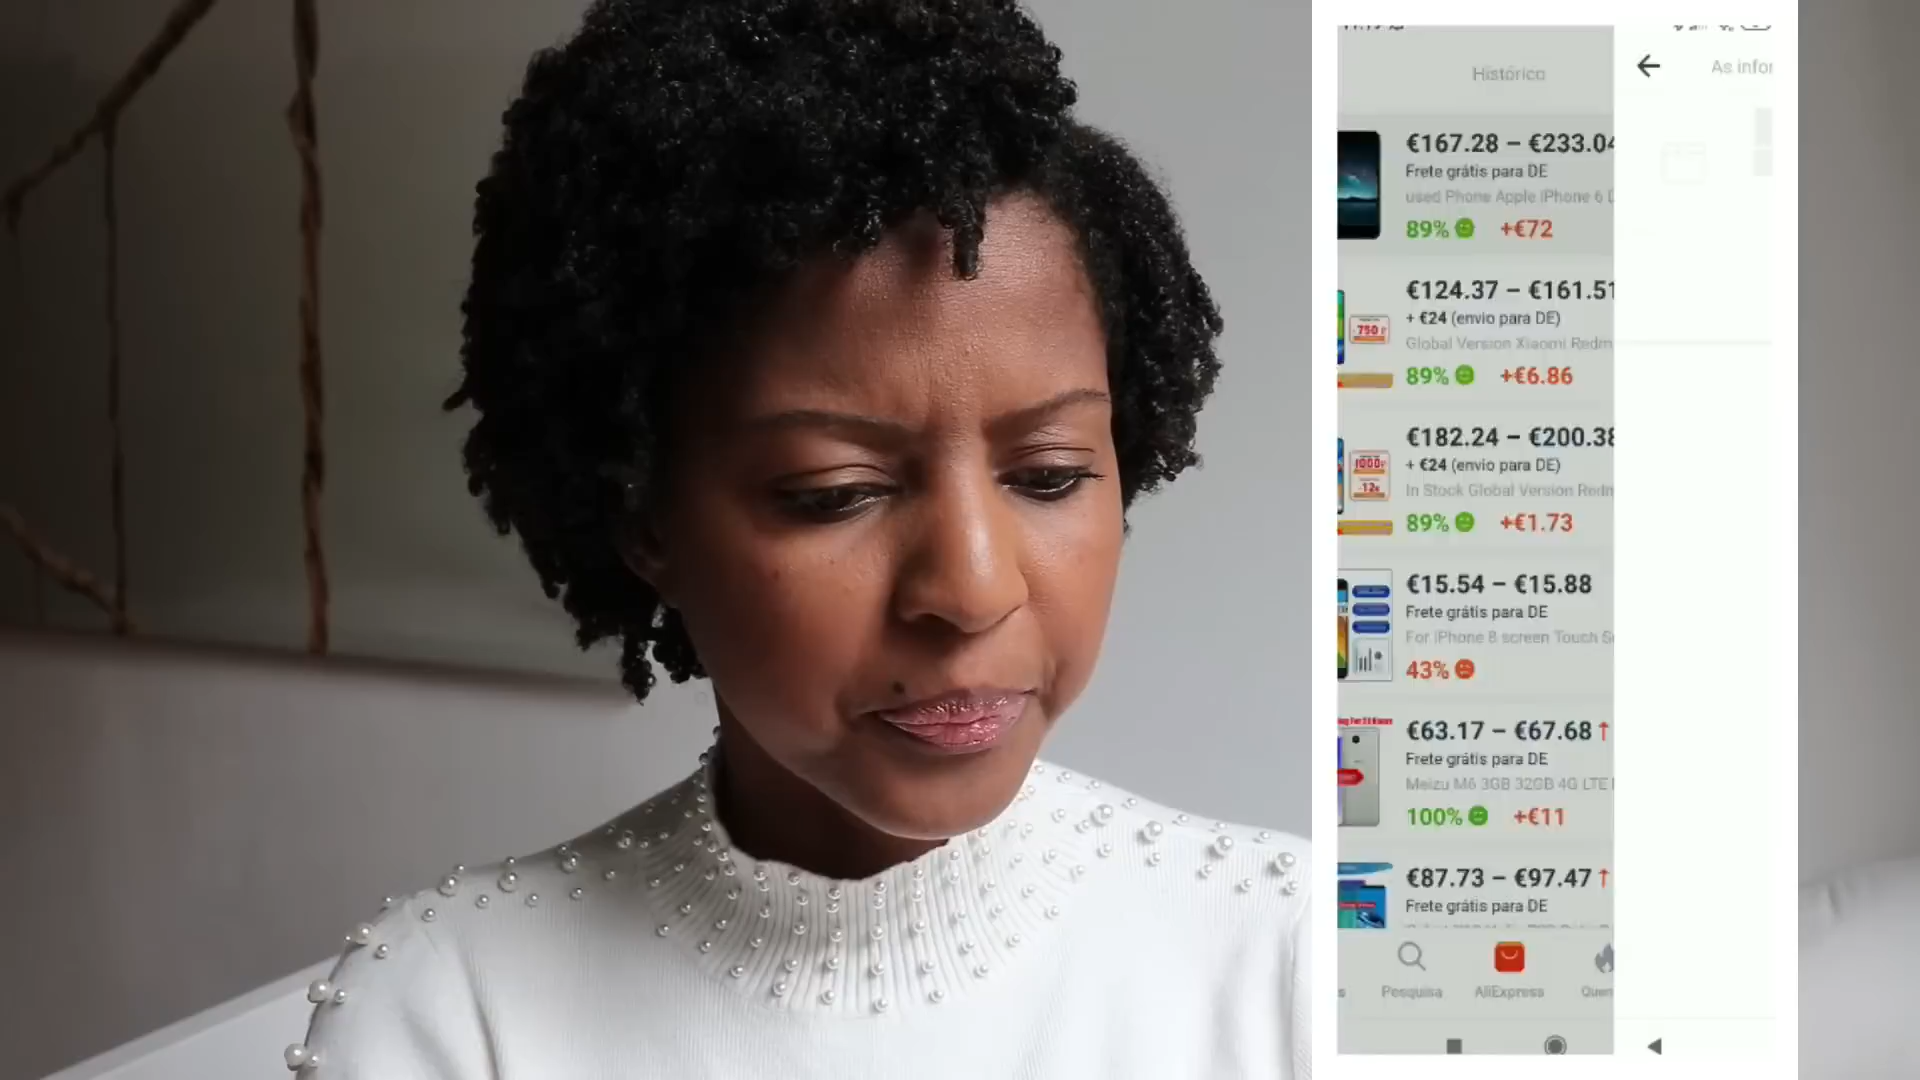 Histórico
As infor
€167.28 – €233.04
Frete grátis para DE
used Phone Apple iPhone 6
89% +€72
€124.37 – €161.51
+ €24 (envio para DE)
Global Version Xiaomi Redm
750
89% +€6.86
€182.24 – €200.38
+ €24 (envio para DE)
In Stock Global Version Redm
1000
-12€
89% +€1.73
€15.54 – €15.88
Frete grátis para DE
For iPhone 8 screen Touch S
43%
€63.17 – €67.68↑
Frete grátis para DE
Meizu M6 3GB 32GB 4G LTE
100% +€11
€87.73 – €97.47↑
Frete grátis para DE
s Pesquisa AliExpress Quen